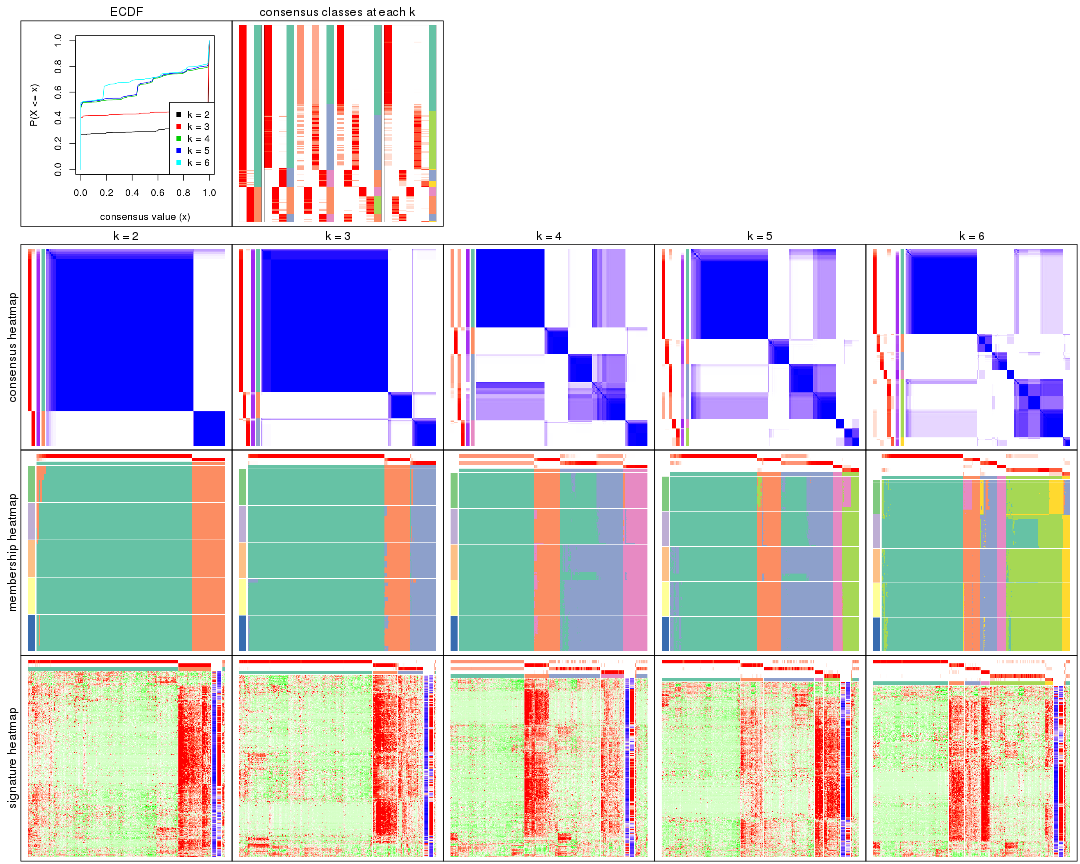 ECDF
consensus classes at each k
P(X <= x)
1.0
0.8
0.6
0.4
0.2
0.0
k = 2
k = 3
k = 4
k = 5
k = 6
0.0 0.2 0.4 0.6 0.8 1.0
consensus value (x)
k = 2 k = 3 k = 4 k = 5 k = 6
consensus heatmap
membership heatmap
signature heatmap